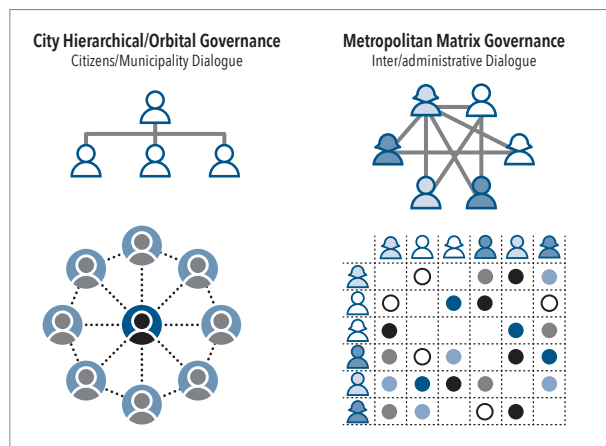 City Hierarchical/Orbital Governance
Citizens/Municipality Dialogue
Metropolitan Matrix Governance
Inter/administrative Dialogue